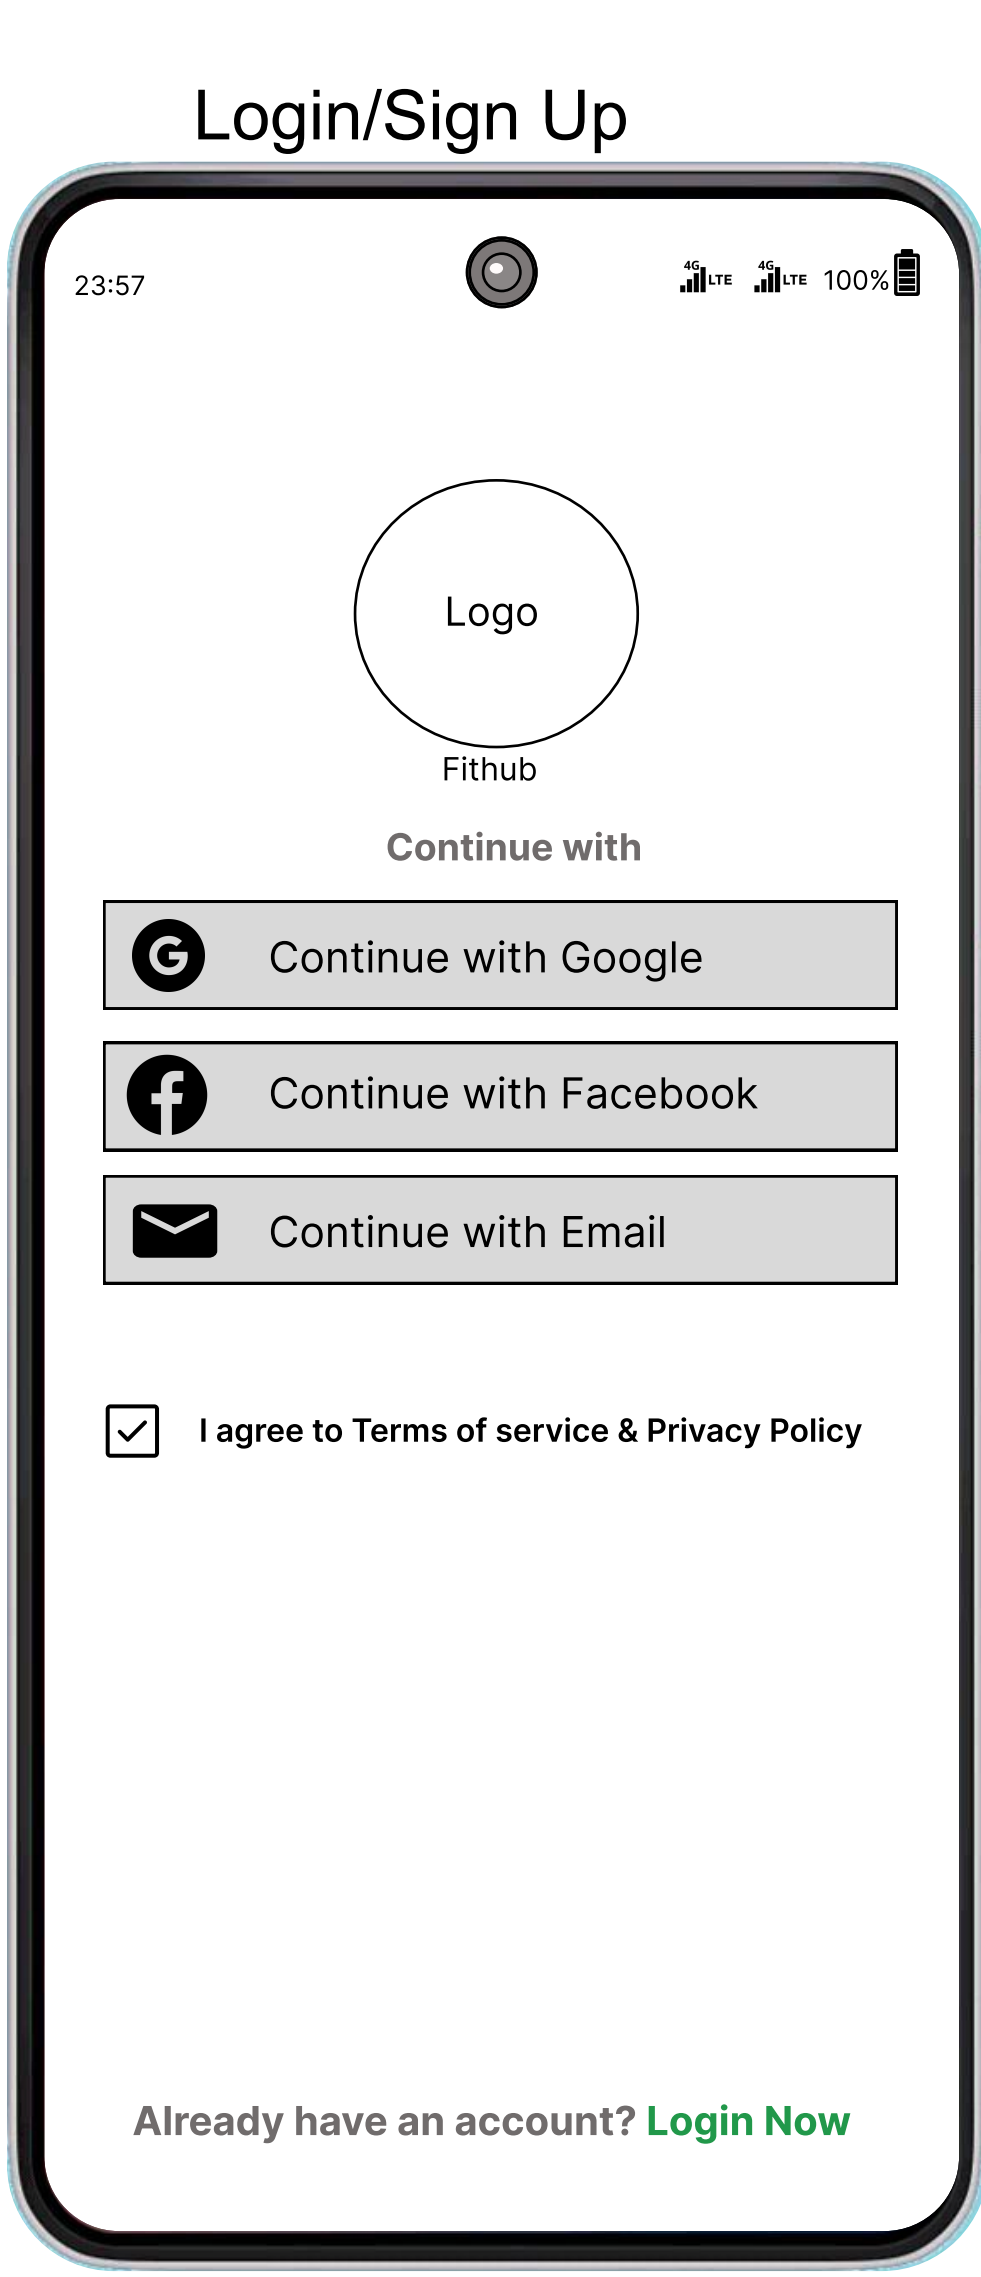 Login/Sign Up
23:57
4G LTE 4G LTE 100%
Logo
Fithub
Continue with
G Continue with Google
f Continue with Facebook
Continue with Email
I agree to Terms of service & Privacy Policy
Already have an account? Login Now